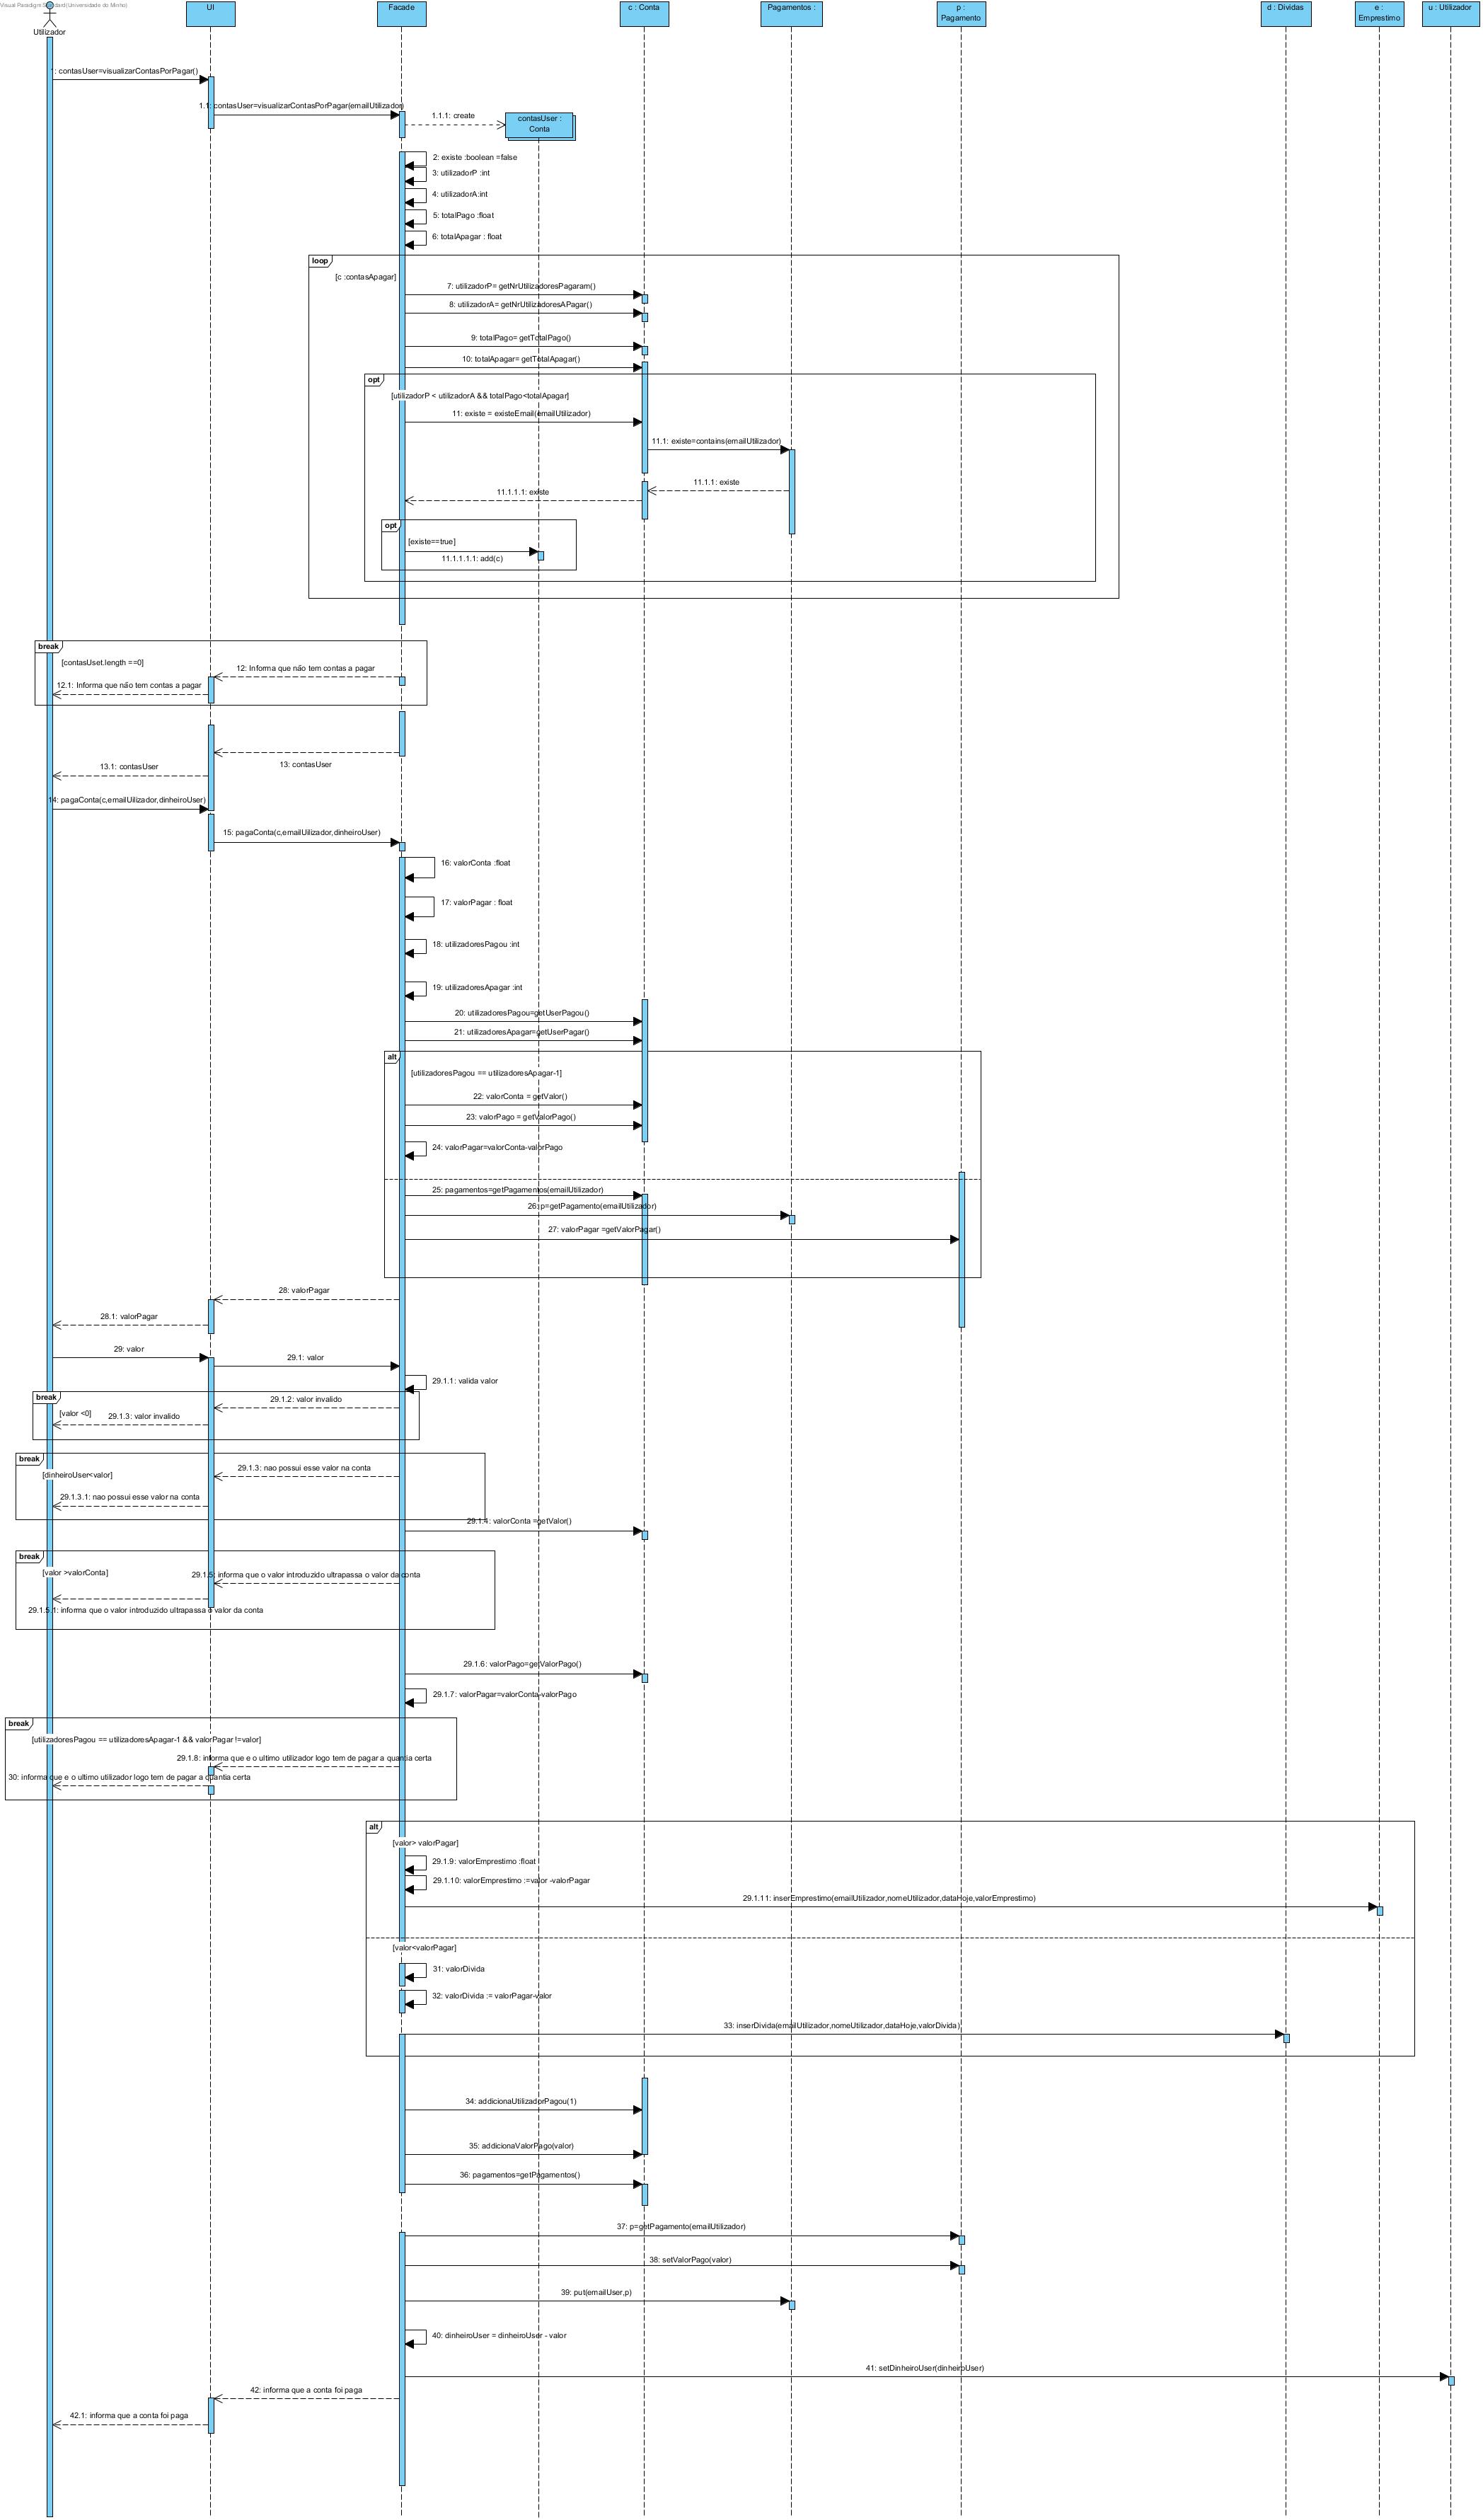 Visual Paradigm Standard(Universidade do Minho)
Utilizador
UI
Facade
c : Conta
Pagamentos :
p :
Pagamento
d : Dividas
e :
Emprestimo
u : Utilizador
1: contasUser=visualizarContasPorPagar()
1.1: contasUser=visualizarContasPorPagar(emailUtilizador)
1.1.1: create
contasUser :
Conta
2: existe :boolean =false
3: utilizadorP :int
4: utilizadorA:int
5: totalPago :float
6: totalApagar : float
loop
[c :contasApagar]
7: utilizadorP= getNrUtilizadoresPagaram()
8: utilizadorA= getNrUtilizadoresAPagar()
9: totalPago= getTotalPago()
10: totalApagar= getTotalApagar()
opt
[utilizadorP < utilizadorA && totalPago<totalApagar]
11: existe = existeEmail(emailUtilizador)
11.1: existe=contains(emailUtilizador)
11.1.1: existe
11.1.1.1: existe
opt
[existe==true]
11.1.1.1.1: add(c)
break
[contasUset.length ==0]
12: Informa que não tem contas a pagar
12.1: Informa que não tem contas a pagar
13: contasUser
13.1: contasUser
14: pagaConta(c,emailUilizador,dinheiroUser)
15: pagaConta(c,emailUilizador,dinheiroUser)
16: valorConta :float
17: valorPagar : float
18: utilizadoresPagou :int
19: utilizadoresApagar :int
20: utilizadoresPagou=getUserPagou()
21: utilizadoresApagar=getUserPagar()
alt
[utilizadoresPagou == utilizadoresApagar-1]
22: valorConta = getValor()
23: valorPago = getValorPago()
24: valorPagar=valorConta-valorPago
25: pagamentos=getPagamentos(emailUtilizador)
26: p=getPagamento(emailUtilizador)
27: valorPagar =getValorPagar()
28: valorPagar
28.1: valorPagar
29: valor
29.1: valor
29.1.1: valida valor
break
[valor <0]
29.1.2: valor invalido
29.1.3: valor invalido
break
[dinheiroUser<valor]
29.1.3: nao possui esse valor na conta
29.1.3.1: nao possui esse valor na conta
29.1.4: valorConta =getValor()
break
[valor >valorConta]
29.1.5: informa que o valor introduzido ultrapassa o valor da conta
29.1.5.1: informa que o valor introduzido ultrapassa o valor da conta
29.1.6: valorPago=getValorPago()
29.1.7: valorPagar=valorConta-valorPago
break
[utilizadoresPagou == utilizadoresApagar-1 && valorPagar !=valor]
29.1.8: informa que e o ultimo utilizador logo tem de pagar a quantia certa
30: informa que e o ultimo utilizador logo tem de pagar a quantia certa
alt
[valor> valorPagar]
29.1.9: valorEmprestimo :float
29.1.10: valorEmprestimo :=valor -valorPagar
29.1.11: inserEmprestimo(emailUtilizador,nomeUtilizador,dataHoje,valorEmprestimo)
[valor<valorPagar]
31: valorDivida
32: valorDivida := valorPagar-valor
33: inserDivida(emailUtilizador,nomeUtilizador,dataHoje,valorDivida)
34: addicionaUtilizadorPagou(1)
35: addicionaValorPago(valor)
36: pagamentos=getPagamentos()
37: p=getPagamento(emailUtilizador)
38: setValorPago(valor)
39: put(emailUser,p)
40: dinheiroUser = dinheiroUser - valor
41: setDinheiroUser(dinheiroUser)
42: informa que a conta foi paga
42.1: informa que a conta foi paga